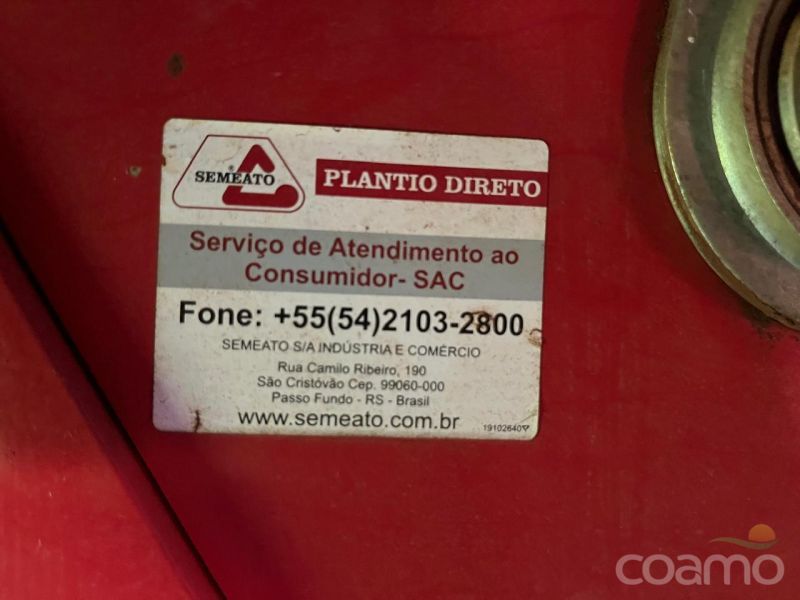 SEMEATO
PLANTIO DIRETO
Serviço de Atendimento ao
Consumidor- SAC
Fone: +55(54)2103-2800
SEMEATO S/A INDÚSTRIA E COMÉRCIO
Rua Camilo Ribeiro, 190
São Cristóvão Cep. 99060-000
Passo Fundo - RS - Brasil
www.semeato.com.br
19102640
coamo